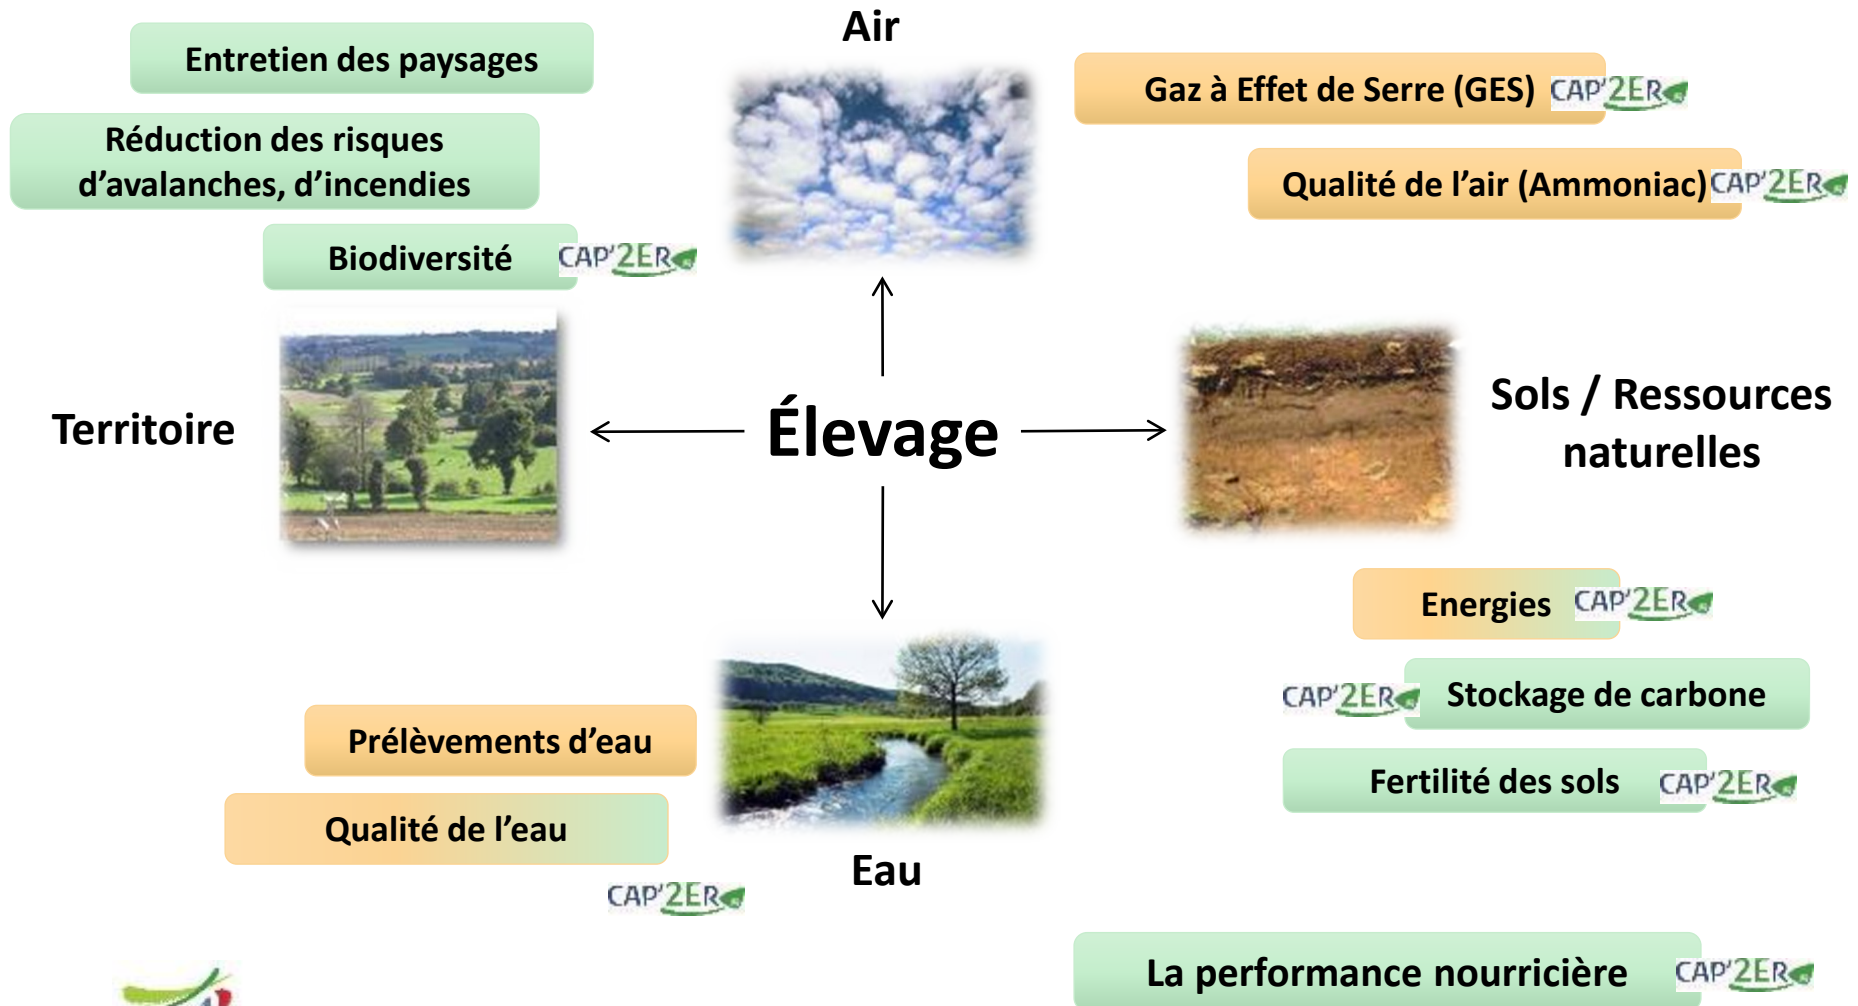 Air
Entretien des paysages
Gaz à Effet de Serre (GES) CAP'2ER
Réduction des risques
d'avalanches, d'incendies
Qualité de l'air (Ammoniac) CAP'2ER
Biodiversité CAP'2ER
Territoire
Élevage
Sols / Ressources
naturelles
Energies CAP'2ER
CAP'2ER Stockage de carbone
Prélèvements d'eau
Fertilité des sols CAP'2ER
Qualité de l'eau
CAP'2ER
Eau
La performance nourricière CAP'2ER